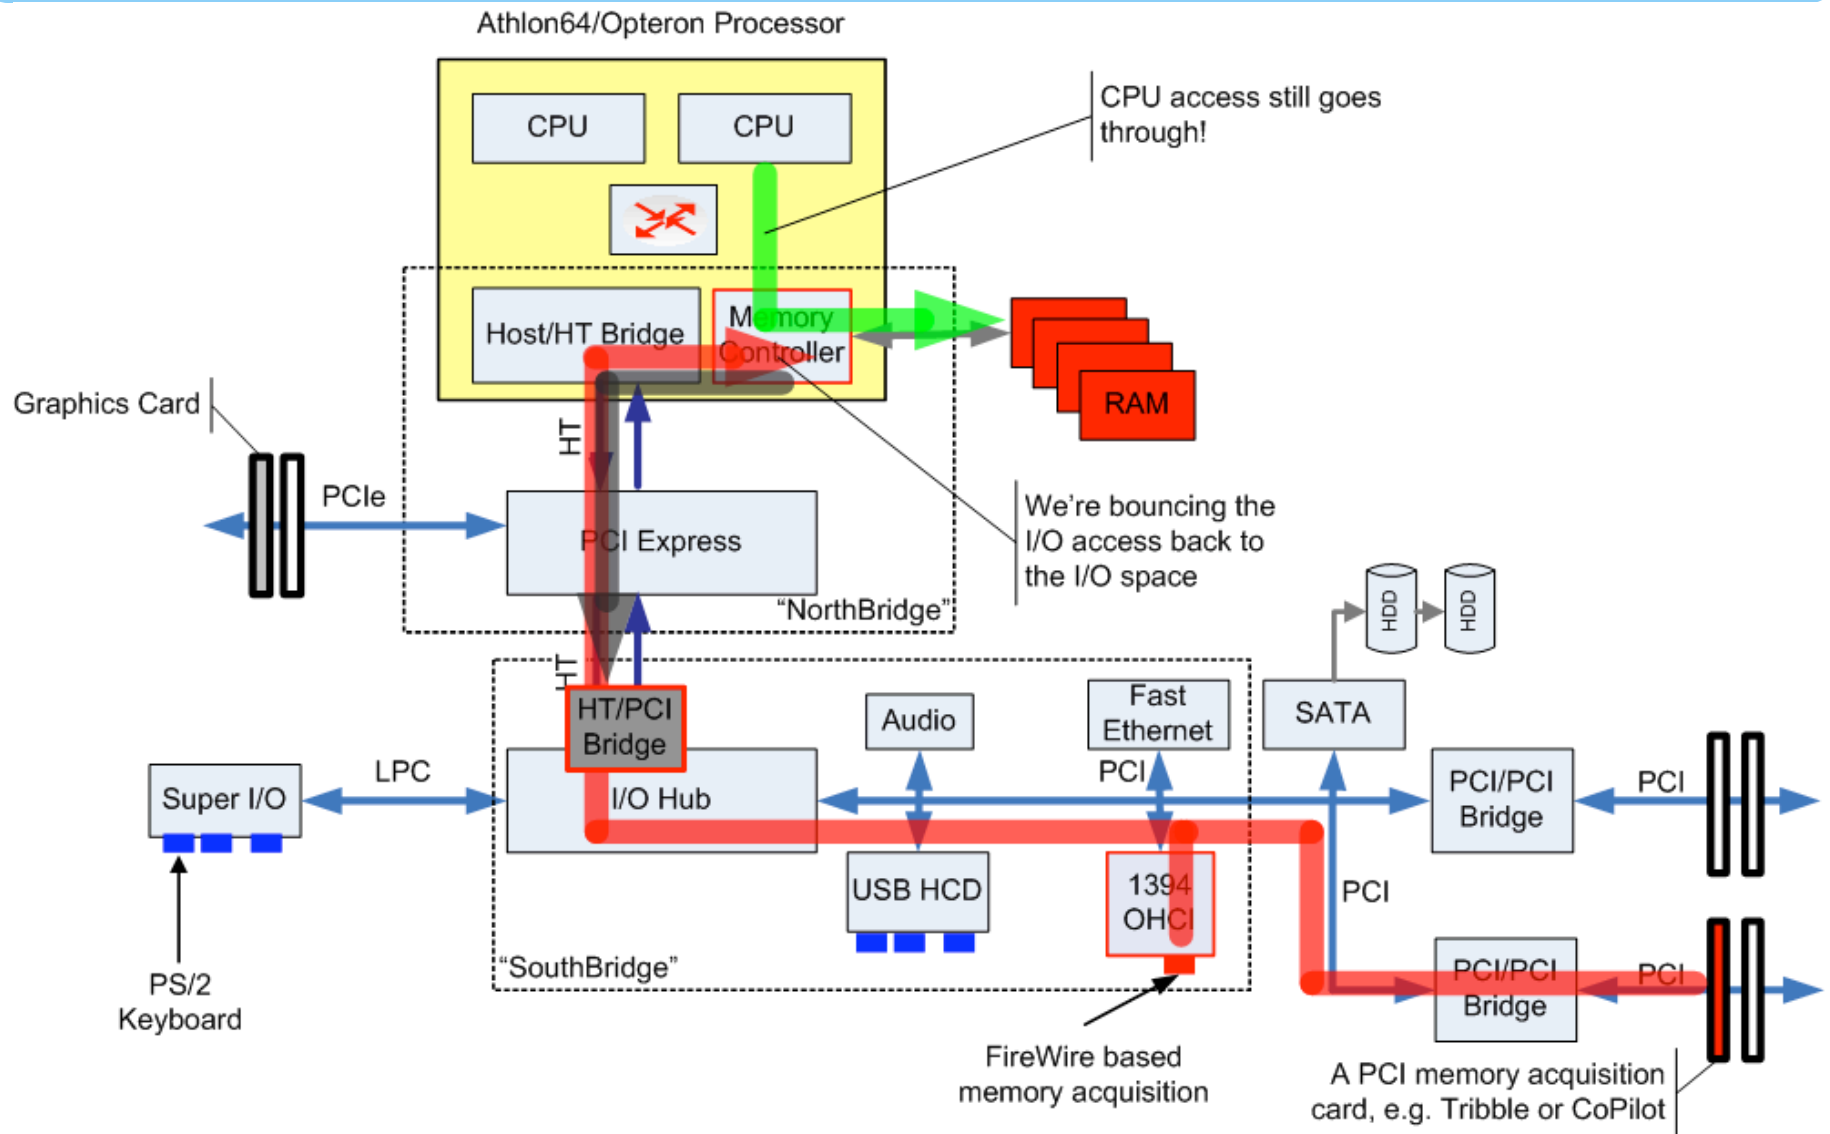 Athlon64/Opteron Processor
CPU
CPU
CPU access still goes
through!
Host/HT Bridge
Memory
Controller
RAM
Graphics Card
HT
PCIe
PCI Express
We're bouncing the
I/O access back to
the I/O space
“NorthBridge”
HDD
HDD
HT
HT/PCI
Bridge
Audio
Fast
Ethernet
SATA
LPC
PCI
Super I/O
I/O Hub
PCI/PCI
Bridge
PCI
USB HCD
1394
OHCI
PCI
“SouthBridge”
PCI/PCI
Bridge
PCI
PS/2
Keyboard
FireWire based
memory acquisition
A PCI memory acquisition
card, e.g. Tribble or CoPilot